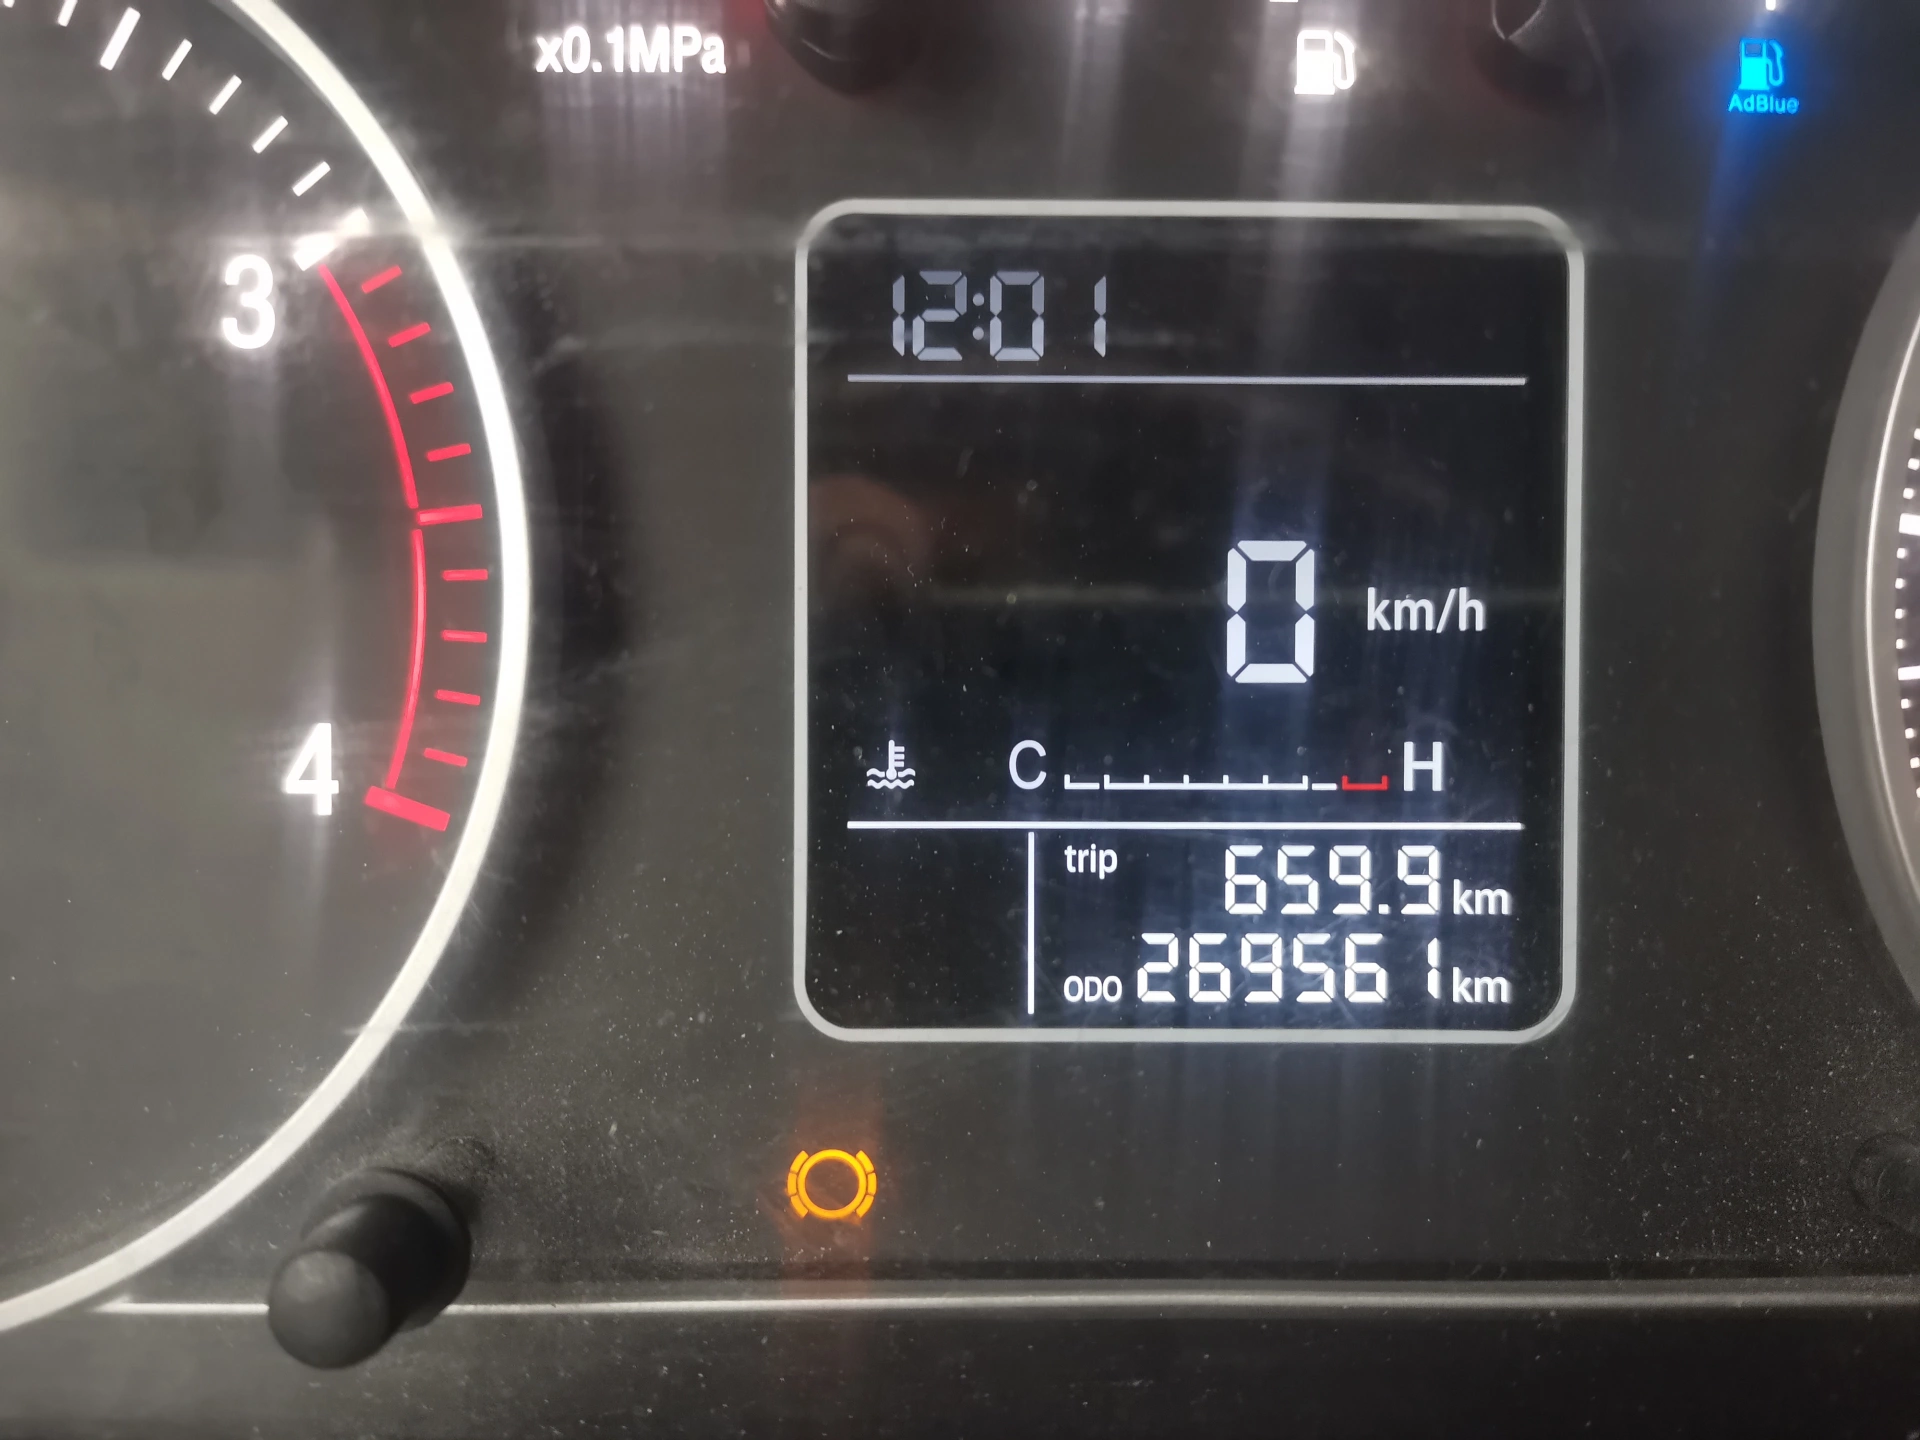 x0.1MPa
AdBlue
3
12:01
0 km/h
C H
4
trip 659.9 km
ODO 269561 km